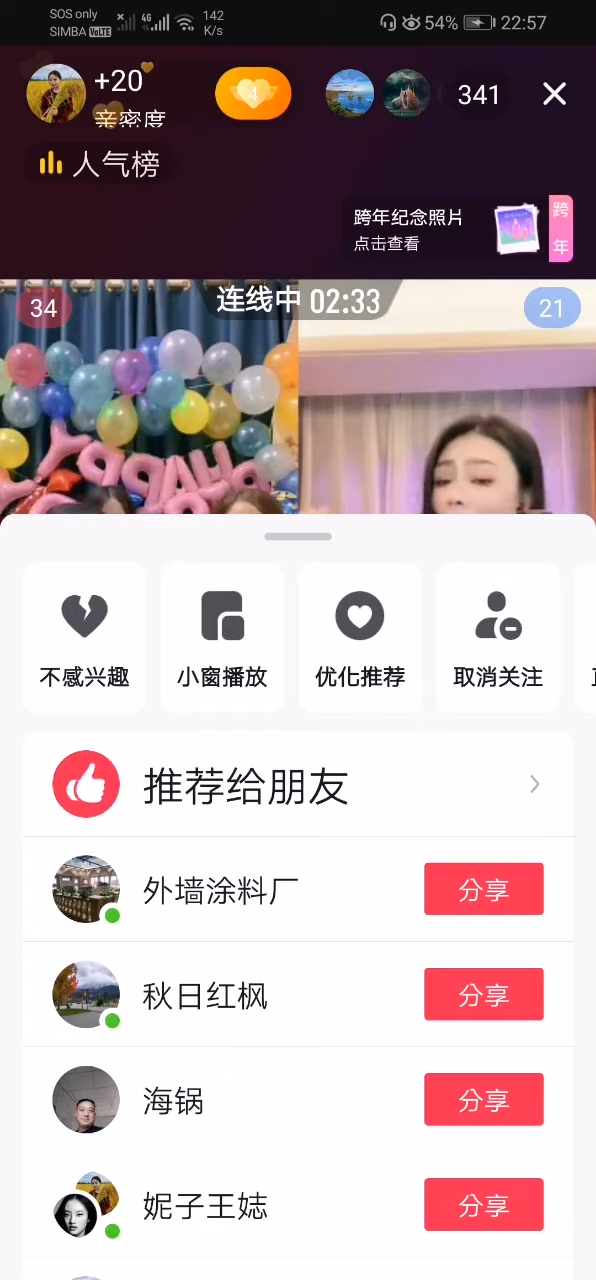 SOS only
SIMBA VoLTE
4G
142
K/s
54%
22:57
+20
亲密度
4
341
人气榜
跨年纪念照片
点击查看
跨年
34
连线中 02:33
21
HAPPY
不感兴趣
小窗播放
优化推荐
取消关注
推荐给朋友
外墙涂料厂
分享
秋日红枫
分享
海锅
分享
妮子王娡
分享